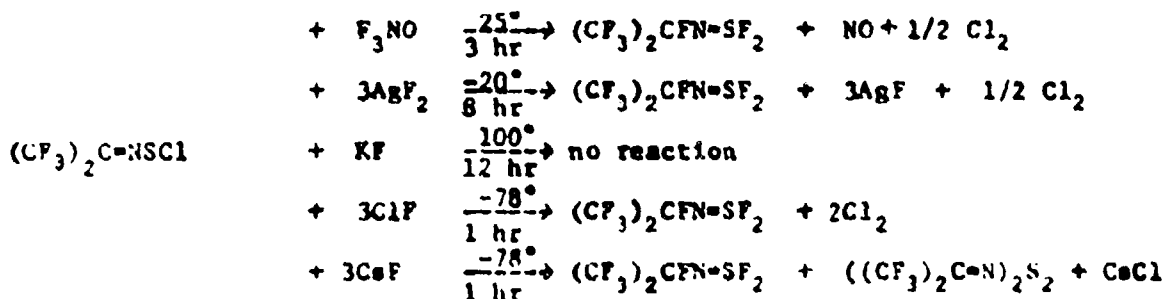 + F₃NO —25°/3 hr→ (CF₃)₂CFN=SF₂ + NO + 1/2 Cl₂
+ 3AgF₂ —-20°/8 hr→ (CF₃)₂CFN=SF₂ + 3AgF + 1/2 Cl₂
(CF₃)₂C=NSCl + KF —100°/12 hr→ no reaction
+ 3ClF —-78°/1 hr→ (CF₃)₂CFN=SF₂ + 2Cl₂
+ 3CsF —-78°/1 hr→ (CF₃)₂CFN=SF₂ + ((CF₃)₂C=N)₂S₂ + CsCl